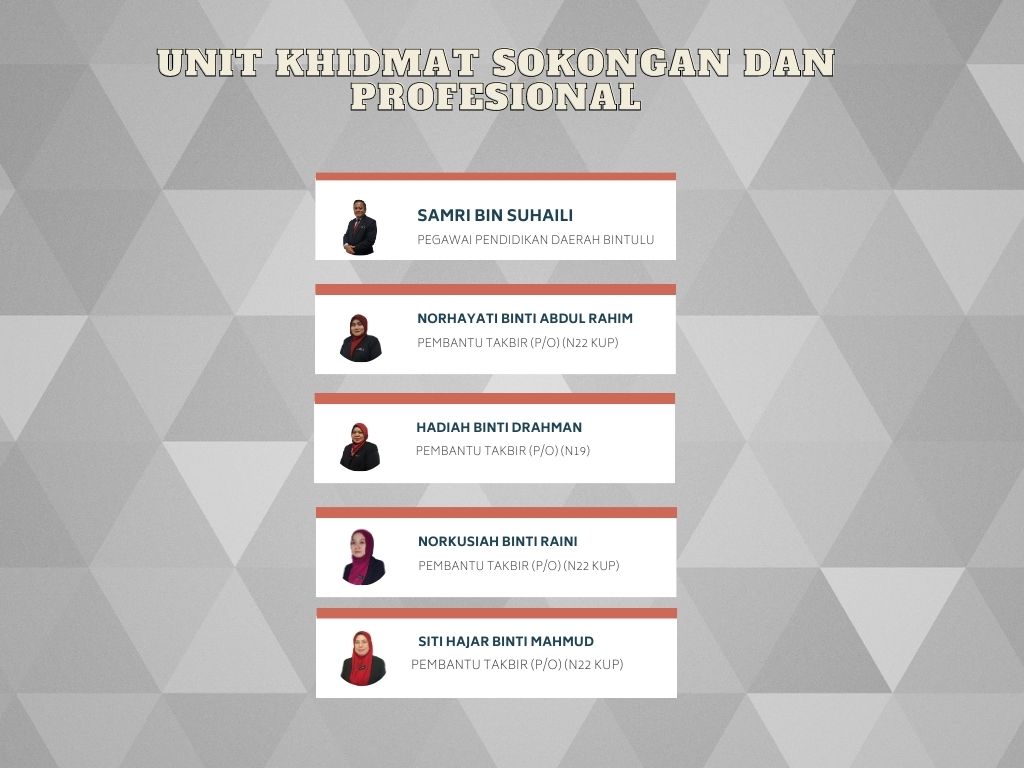 UNIT KHIDMAT SOKONGAN DAN
PROFESIONAL
SAMRI BIN SUHAILI
PEGAWAI PENDIDIKAN DAERAH BINTULU
NORHAYATI BINTI ABDUL RAHIM
PEMBANTU TAKBIR (P/O) (N22 KUP)
HADIAH BINTI DRAHMAN
PEMBANTU TAKBIR (P/O) (N19)
NORKUSIAH BINTI RAINI
PEMBANTU TAKBIR (P/O) (N22 KUP)
SITI HAJAR BINTI MAHMUD
PEMBANTU TAKBIR (P/O) (N22 KUP)